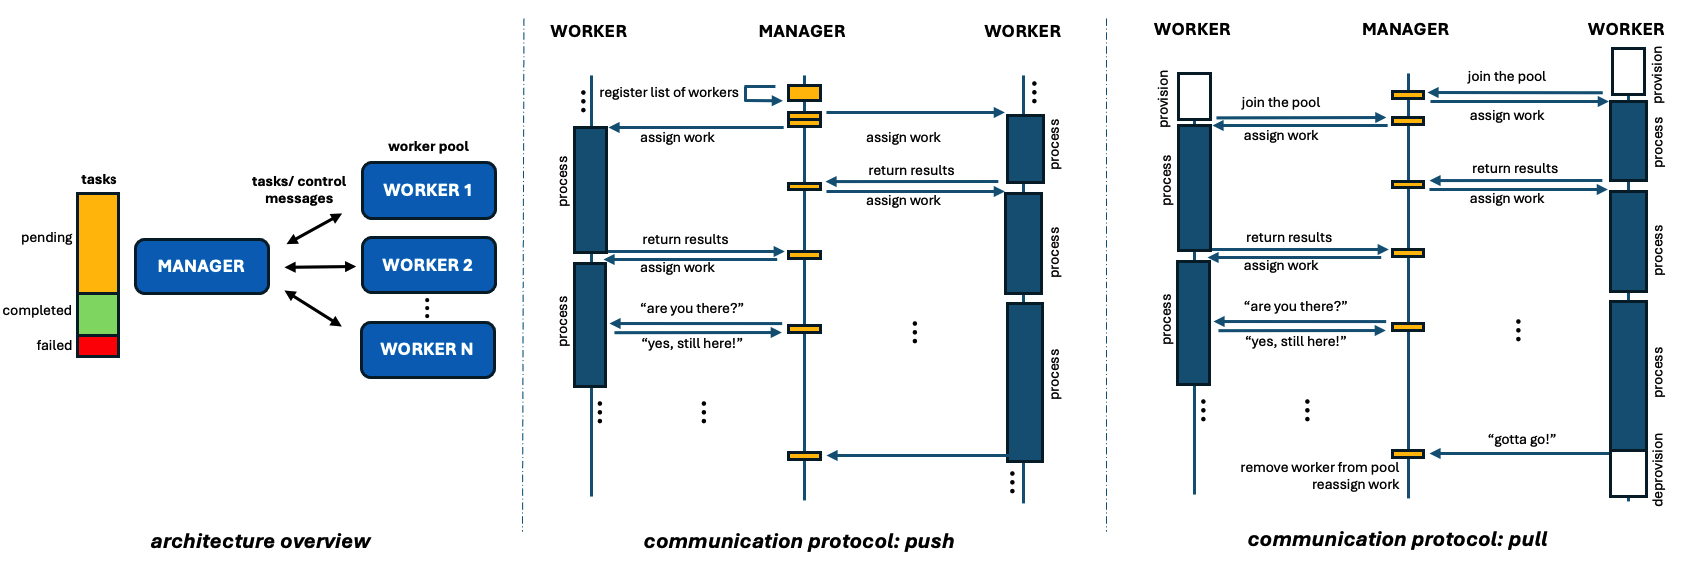 tasks
pending
completed
failed
MANAGER
tasks/ control
messages
worker pool
WORKER 1
WORKER 2
WORKER N
architecture overview
WORKER
MANAGER
WORKER
register list of workers
assign work
assign work
process
process
return results
assign work
return results
assign work
process
process
"are you there?"
"yes, still here!"
process
communication protocol: push
WORKER
MANAGER
WORKER
provision
provision
join the pool
assign work
join the pool
assign work
process
process
return results
assign work
return results
assign work
process
process
"are you there?"
"yes, still here!"
process
"gotta go!"
remove worker from pool
reassign work
deprovision
communication protocol: pull